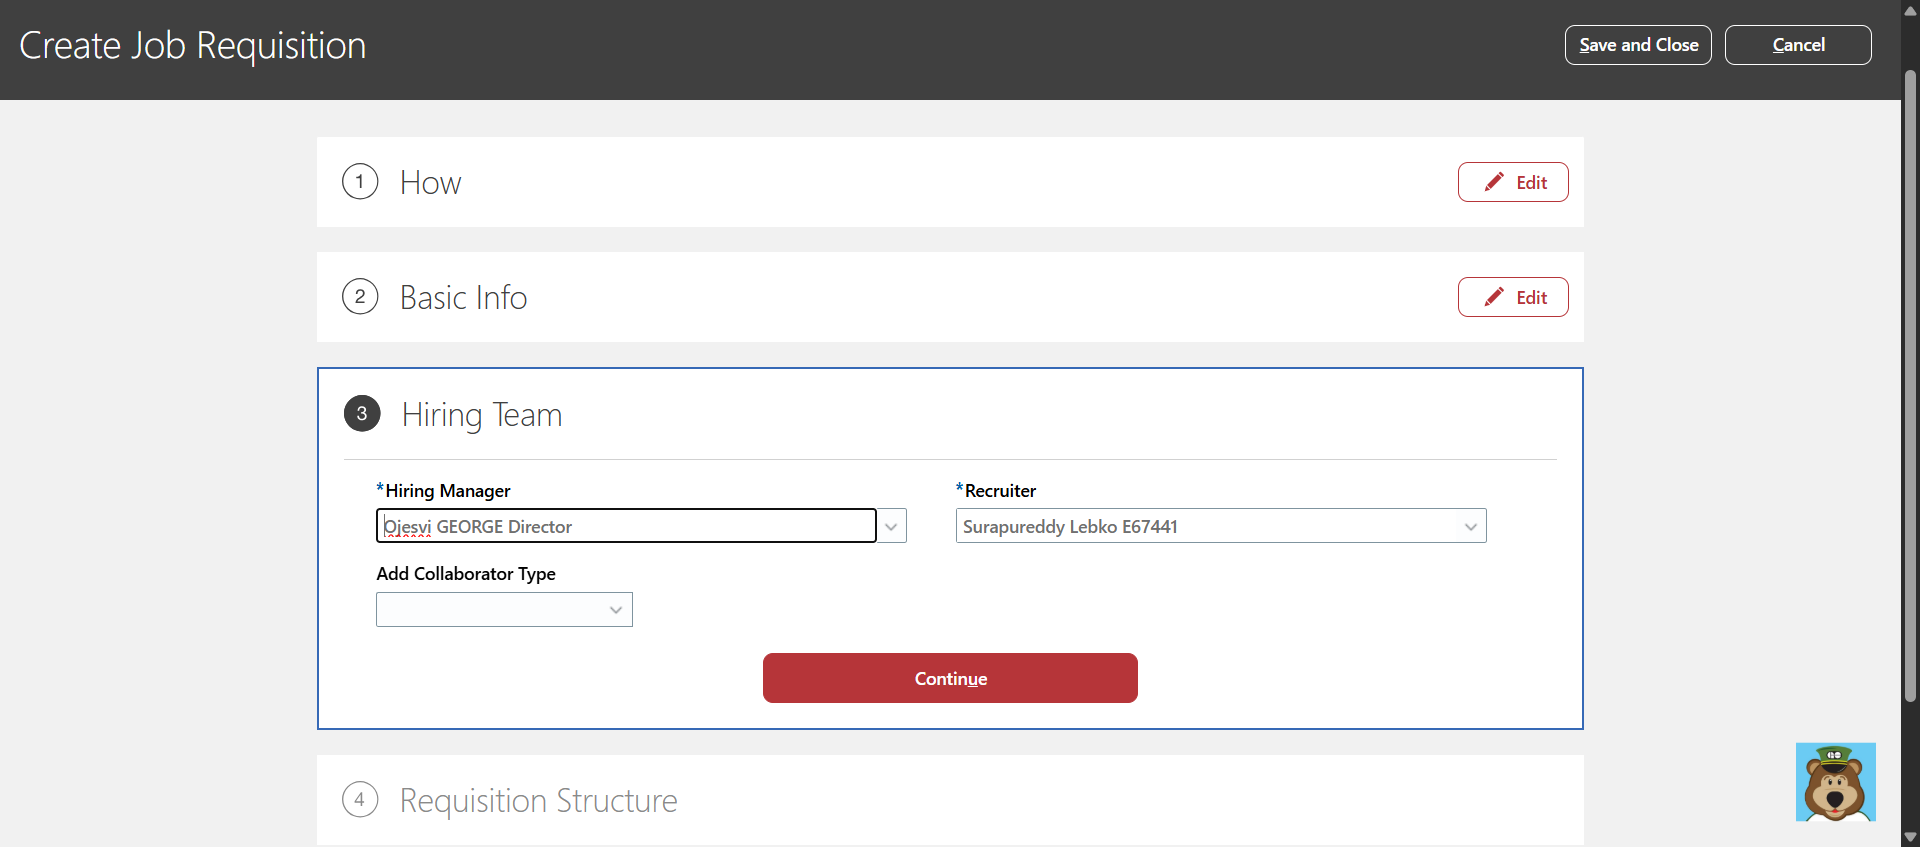 Create Job Requisition
Save and Close
Cancel
1
How
Edit
2
Basic Info
Edit
3
Hiring Team
*Hiring Manager
*Recruiter
Ojesvi GEORGE Director
Surapureddy Lebko E67441
Add Collaborator Type
Continue
4
Requisition Structure